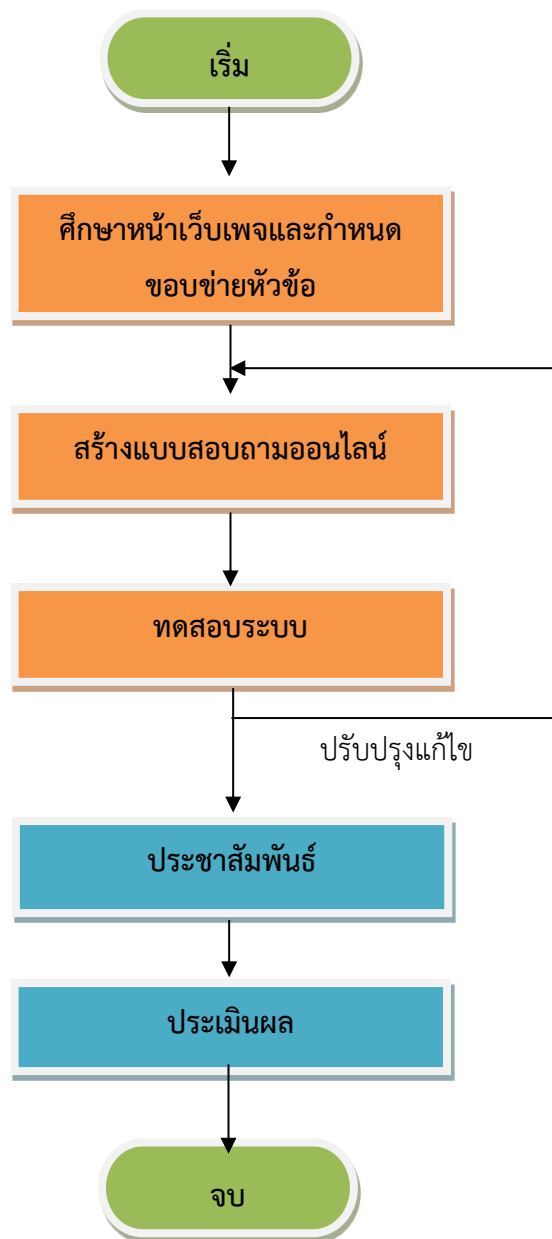 เริ่ม
ศึกษาหน้าเว็บเพจและกำหนด
ขอบข่ายหัวข้อ
สร้างแบบสอบถามออนไลน์
ทดสอบระบบ
ปรับปรุงแก้ไข
ประชาสัมพันธ์
ประเมินผล
จบ